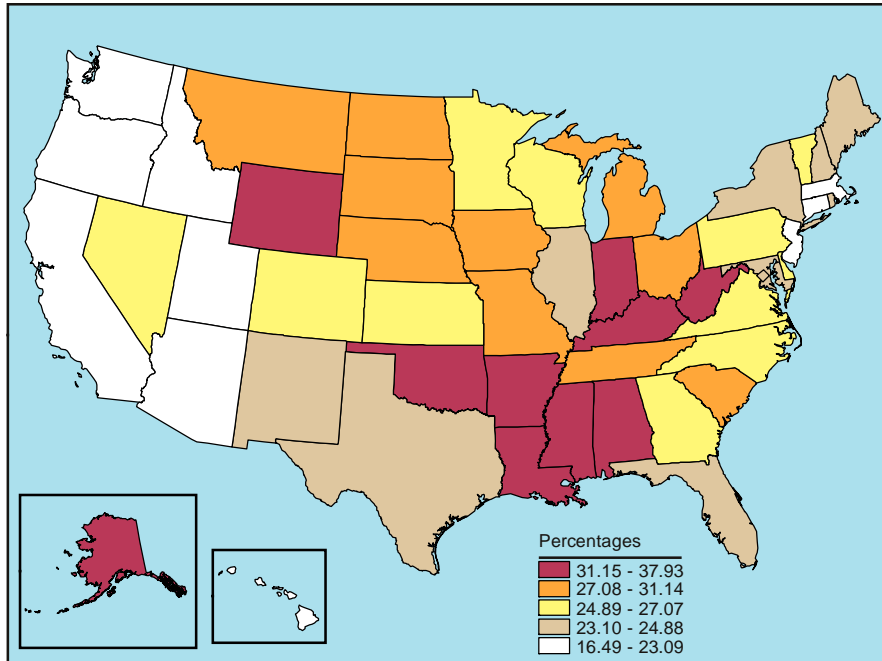 Percentages
31.15 - 37.93
27.08 - 31.14
24.89 - 27.07
23.10 - 24.88
16.49 - 23.09